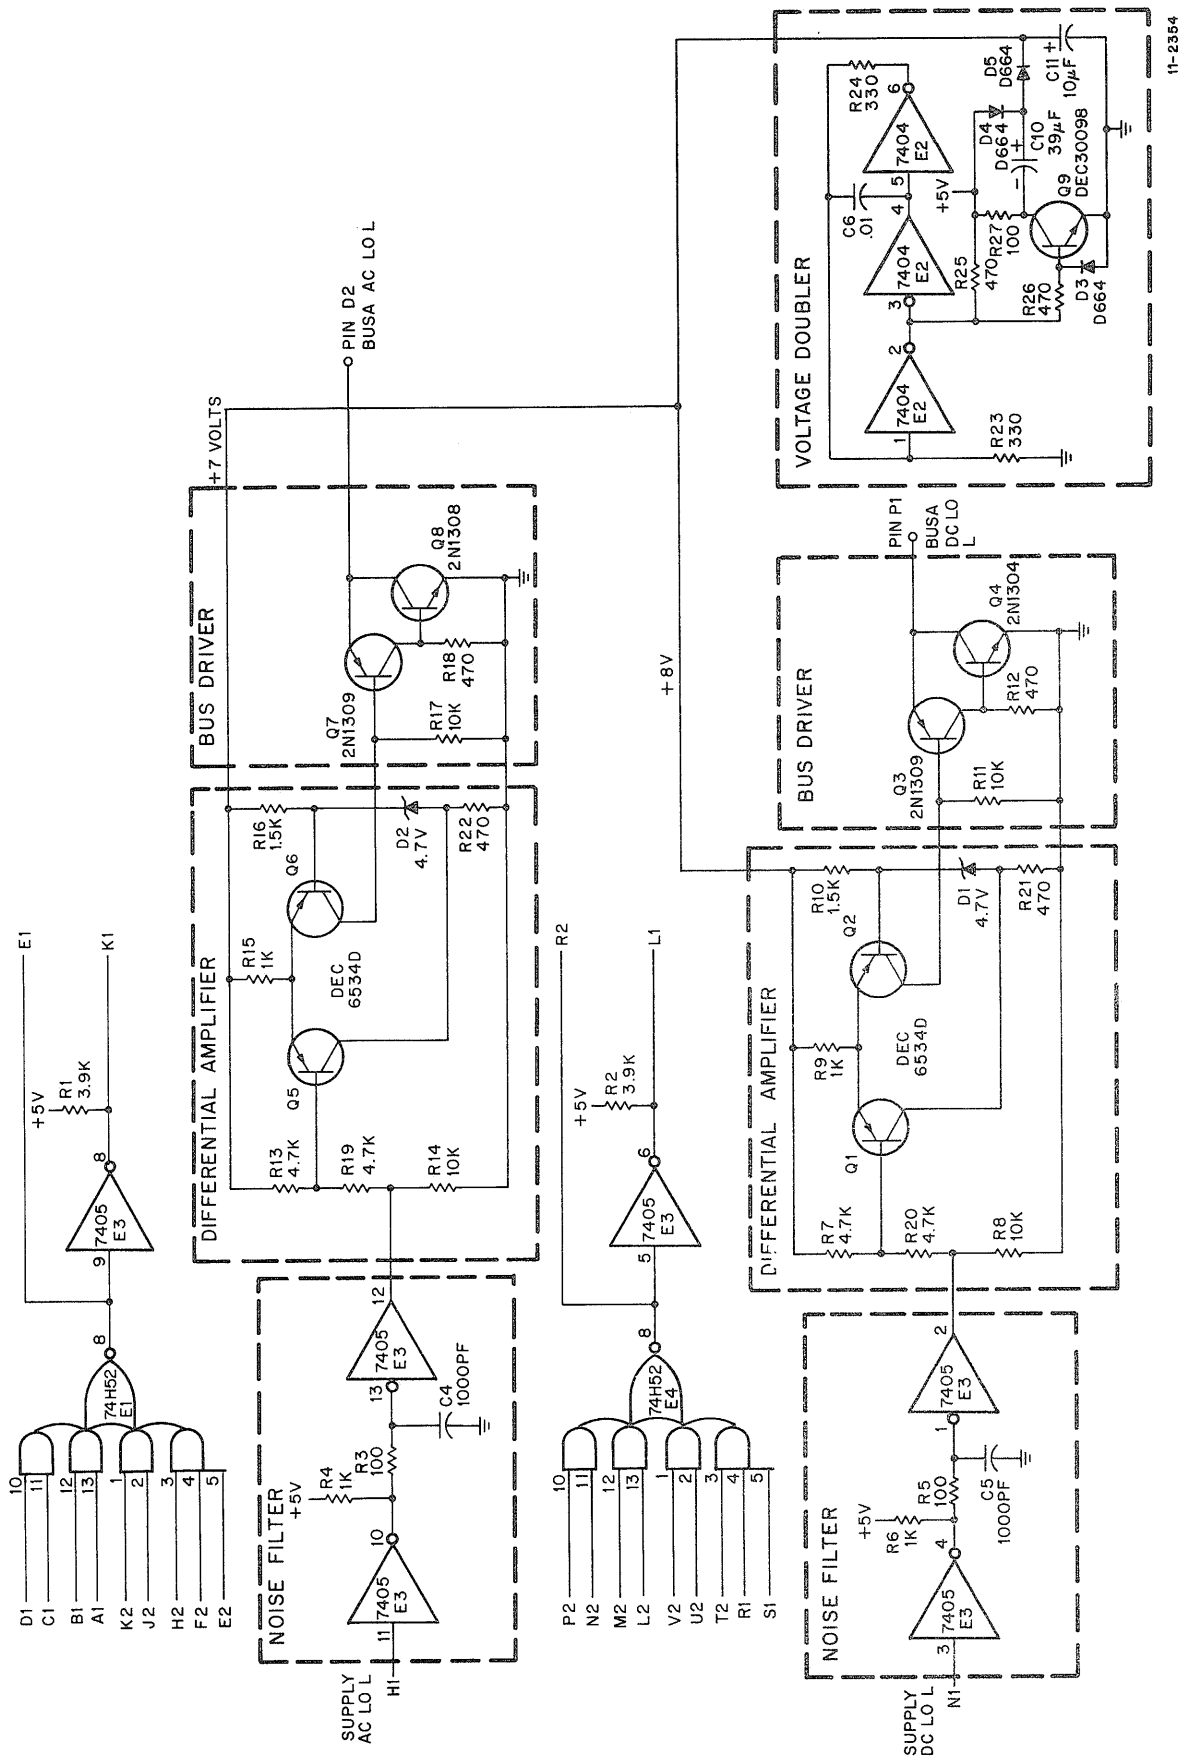 D1
C1
B1
A1
K2
J2
H2
F2
E2
10
11
12
13
1
2
3
4
5
74H52
E1
8
9
7405
E3
8
+5V
R1
3.9K
E1
K1
NOISE FILTER
SUPPLY
AC LO L
H1
11
7405
E3
10
+5V
R4
1K
R3
100
C4
1000PF
13
7405
E3
12
DIFFERENTIAL AMPLIFIER
R13
4.7K
R19
4.7K
R14
10K
Q5
R15
1K
DEC
6534D
Q6
R16
1.5K
D2
4.7V
R22
470
BUS DRIVER
Q7
2N1309
R17
10K
R18
470
Q8
2N1308
+7 VOLTS
PIN D2
BUSA AC LO L
P2
N2
M2
L2
V2
U2
T2
R1
S1
10
11
12
13
1
2
3
4
5
74H52
E4
8
5
7405
E3
6
+5V
R2
3.9K
R2
L1
NOISE FILTER
SUPPLY
DC LO L
N1
3
7405
E3
4
+5V
R6
1K
R5
100
C5
1000PF
1
7405
E3
2
DIFFERENTIAL AMPLIFIER
R7
4.7K
R20
4.7K
R8
10K
Q1
R9
1K
DEC
6534D
Q2
R10
1.5K
D1
4.7V
R21
470
+8V
BUS DRIVER
Q3
2N1309
R11
10K
R12
470
Q4
2N1304
PIN P1
BUSA
DC LO
L
VOLTAGE DOUBLER
R23
330
1
7404
E2
2
3
7404
E2
4
C6
.01
5
7404
E2
6
R24
330
R25
470
+5V
R27
100
R26
470
D3
D664
Q9
DEC30098
C10
39µF
+
-
D4
D664
D5
D664
C11
+
10µF
11-2354